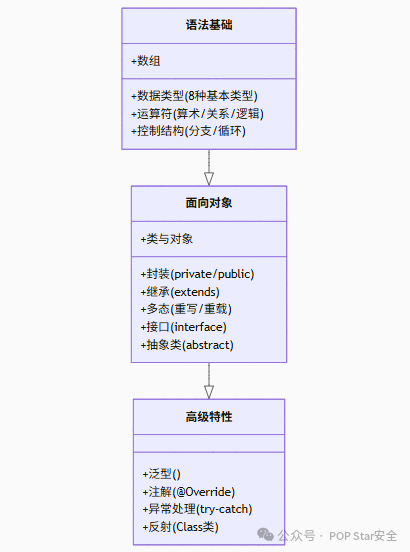 语法基础
+数组
+数据类型(8种基本类型)
+运算符(算术/关系/逻辑)
+控制结构(分支/循环)
面向对象
+类与对象
+封装(private/public)
+继承(extends)
+多态(重写/重载)
+接口(interface)
+抽象类(abstract)
高级特性
+泛型()
+注解(@Override)
+异常处理(try-catch)
+反射(Class类)
公众号 · POP Star安全